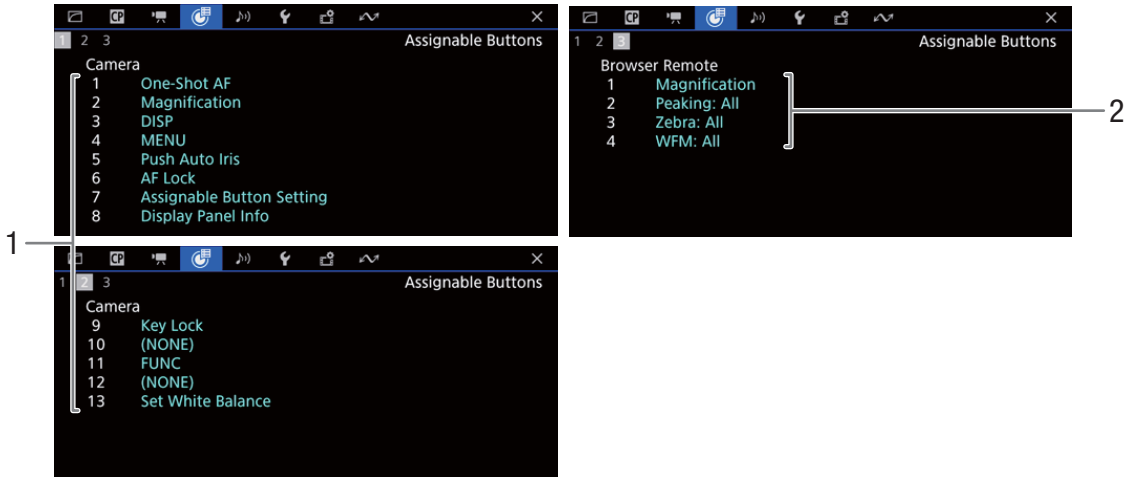 CP
1 2 3 Assignable Buttons
Camera
1 One-Shot AF
2 Magnification
3 DISP
4 MENU
5 Push Auto Iris
6 AF Lock
7 Assignable Button Setting
8 Display Panel Info
CP
1 2 3 Assignable Buttons
Camera
9 Key Lock
10 (NONE)
11 FUNC
12 (NONE)
13 Set White Balance
1
CP
1 2 3 Assignable Buttons
Browser Remote
1 Magnification
2 Peaking: All
3 Zebra: All
4 WFM: All
2